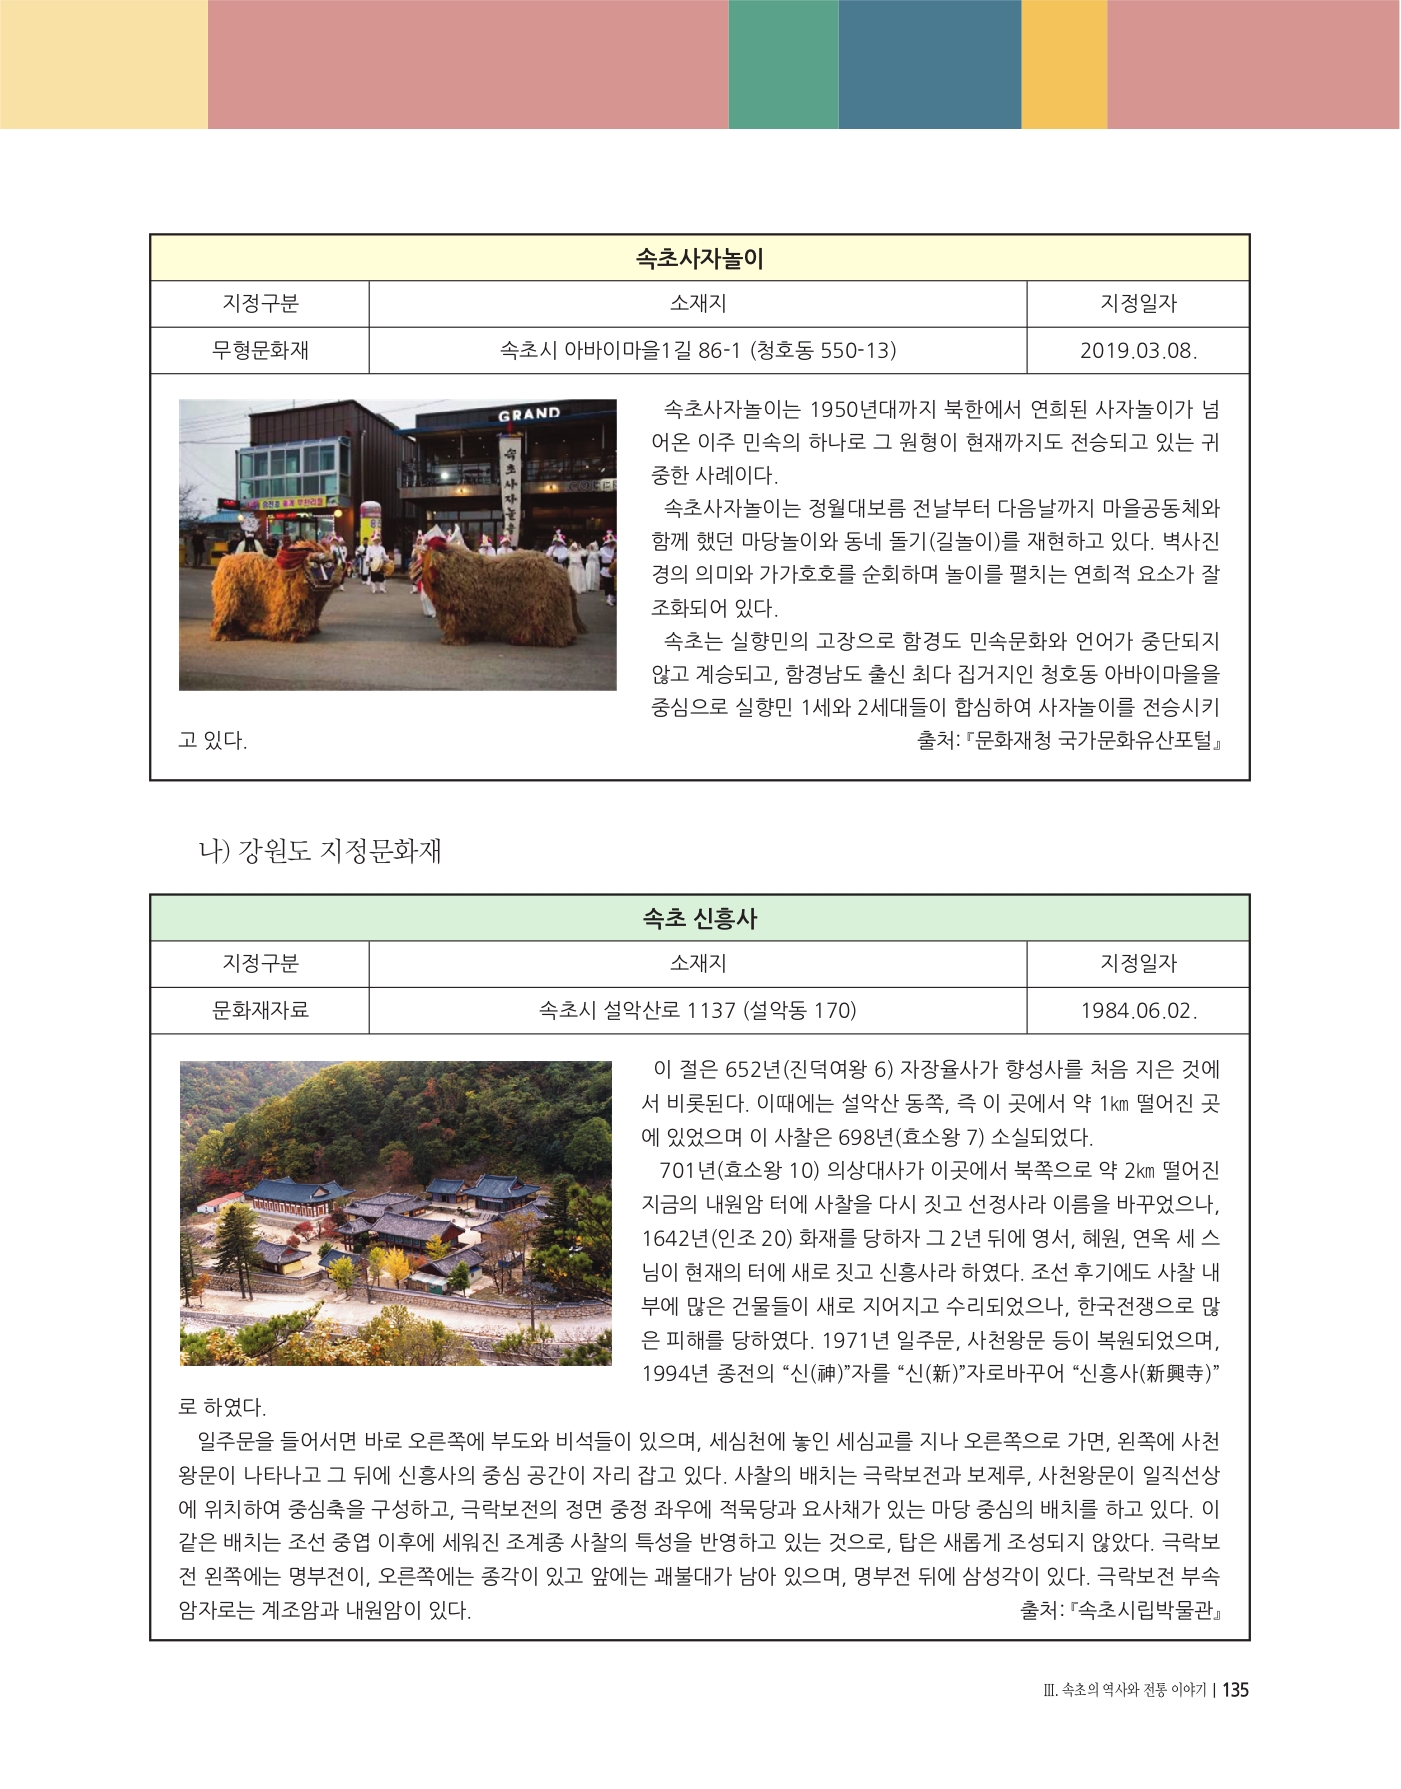 속초사자놀이
지정구분 소재지 지정일자
무형문화재 속초시 아바이마을1길 86-1 (청호동 550-13) 2019.03.08.
GRAND
속초사자놀음
속초사자놀이는 1950년대까지 북한에서 연희된 사자놀이가 넘
어온 이주 민속의 하나로 그 원형이 현재까지도 전승되고 있는 귀
중한 사례이다.
속초사자놀이는 정월대보름 전날부터 다음날까지 마을공동체와
함께 했던 마당놀이와 동네 돌기(길놀이)를 재현하고 있다. 벽사진
경의 의미와 가가호호를 순회하며 놀이를 펼치는 연희적 요소가 잘
조화되어 있다.
속초는 실향민의 고장으로 함경도 민속문화와 언어가 중단되지
않고 계승되고, 함경남도 출신 최다 집거지인 청호동 아바이마을을
중심으로 실향민 1세와 2세대들이 합심하여 사자놀이를 전승시키
고 있다. 출처:『문화재청 국가문화유산포털』
나) 강원도 지정문화재
속초 신흥사
지정구분 소재지 지정일자
문화재자료 속초시 설악산로 1137 (설악동 170) 1984.06.02.
이 절은 652년(진덕여왕 6) 자장율사가 향성사를 처음 지은 것에
서 비롯된다. 이때에는 설악산 동쪽, 즉 이 곳에서 약 1㎞ 떨어진 곳
에 있었으며 이 사찰은 698년(효소왕 7) 소실되었다.
701년(효소왕 10) 의상대사가 이곳에서 북쪽으로 약 2㎞ 떨어진
지금의 내원암 터에 사찰을 다시 짓고 선정사라 이름을 바꾸었으나,
1642년(인조 20) 화재를 당하자 그 2년 뒤에 영서, 혜원, 연옥 세 스
님이 현재의 터에 새로 짓고 신흥사라 하였다. 조선 후기에도 사찰 내
부에 많은 건물들이 새로 지어지고 수리되었으나, 한국전쟁으로 많
은 피해를 당하였다. 1971년 일주문, 사천왕문 등이 복원되었으며,
1994년 종전의 “신(神)”자를 “신(新)”자로바꾸어 “신흥사(新興寺)”
로 하였다.
일주문을 들어서면 바로 오른쪽에 부도와 비석들이 있으며, 세심천에 놓인 세심교를 지나 오른쪽으로 가면, 왼쪽에 사천
왕문이 나타나고 그 뒤에 신흥사의 중심 공간이 자리 잡고 있다. 사찰의 배치는 극락보전과 보제루, 사천왕문이 일직선상
에 위치하여 중심축을 구성하고, 극락보전의 정면 중정 좌우에 적묵당과 요사채가 있는 마당 중심의 배치를 하고 있다. 이
같은 배치는 조선 중엽 이후에 세워진 조계종 사찰의 특성을 반영하고 있는 것으로, 탑은 새롭게 조성되지 않았다. 극락보
전 왼쪽에는 명부전이, 오른쪽에는 종각이 있고 앞에는 괘불대가 남아 있으며, 명부전 뒤에 삼성각이 있다. 극락보전 부속
암자로는 계조암과 내원암이 있다. 출처:『속초시립박물관』
Ⅲ. 속초의 역사와 전통 이야기 | 135